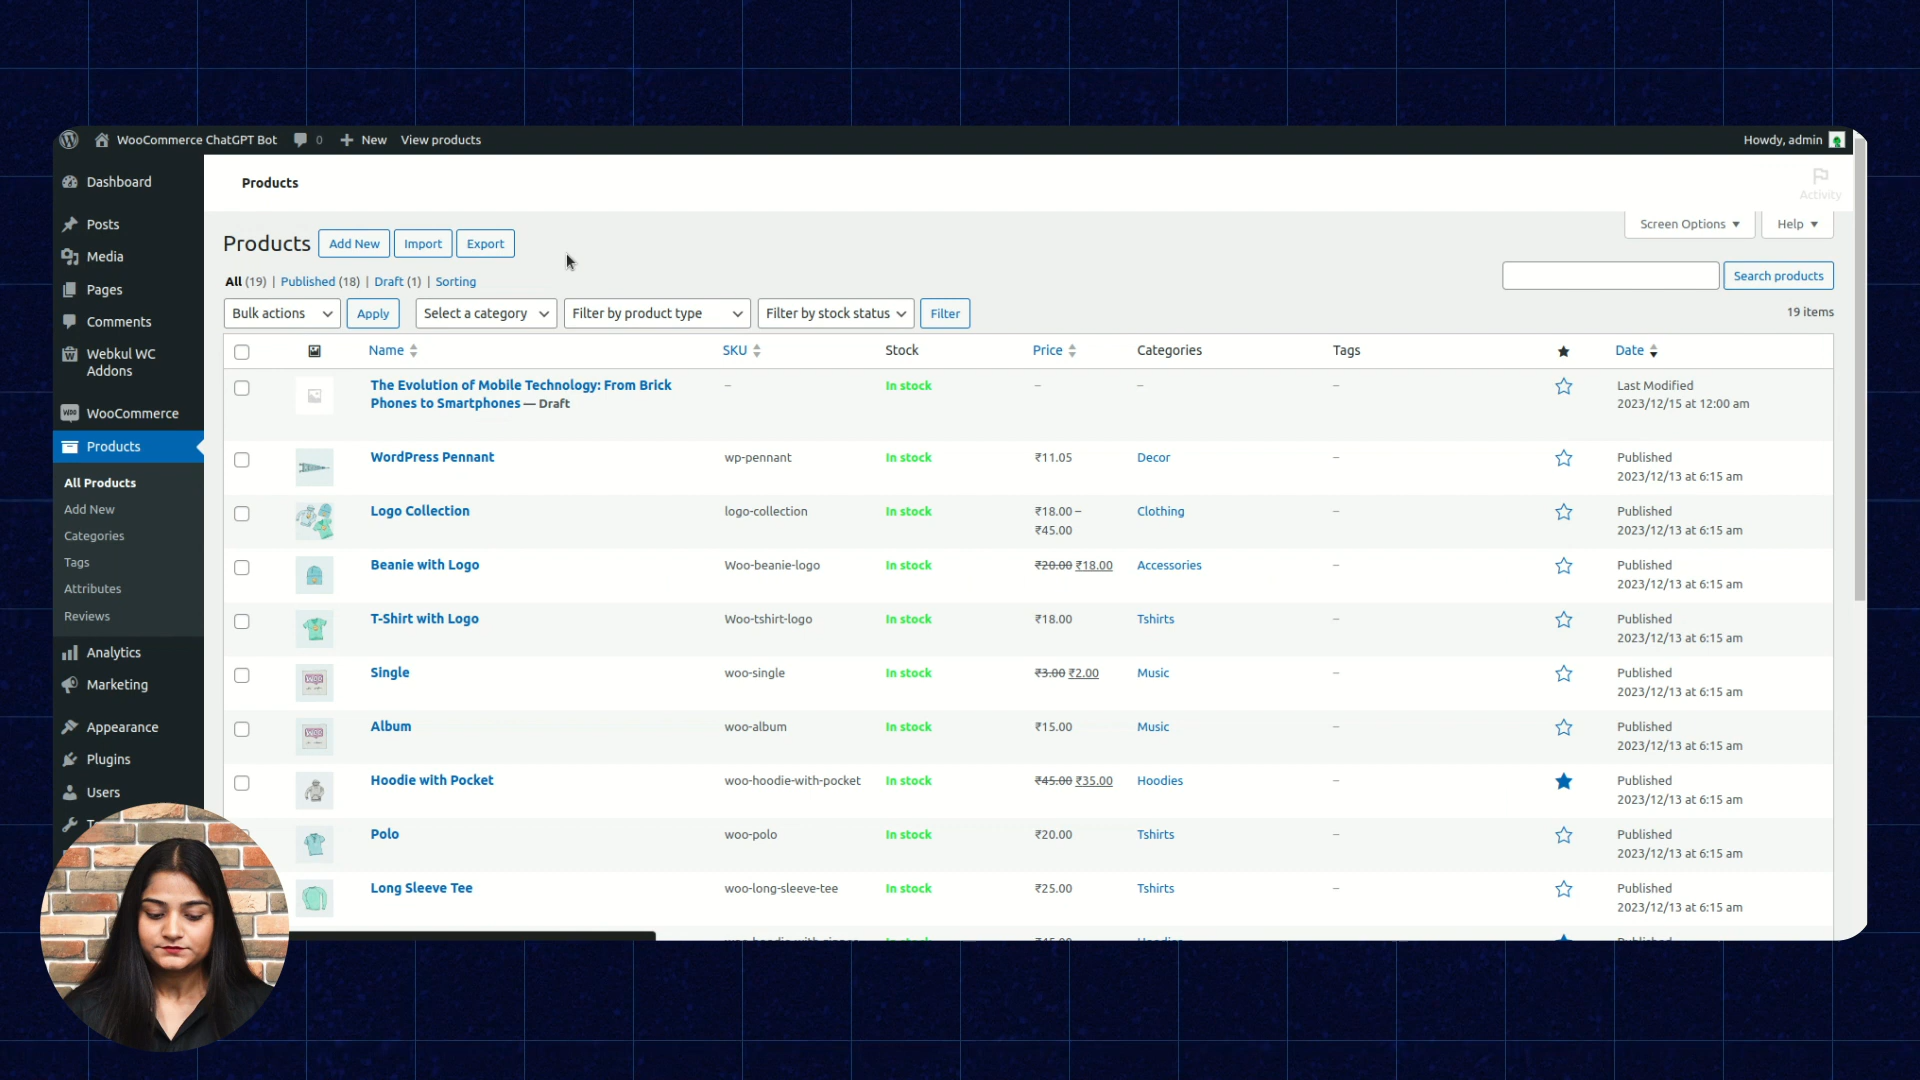 WooCommerce ChatGPT Bot 0 New View products Howdy, admin
Dashboard
Posts
Media
Pages
Comments
Webkul WC
Addons
WooCommerce
Products
All Products
Add New
Categories
Tags
Attributes
Reviews
Analytics
Marketing
Appearance
Plugins
Users
Products
Activity
Screen Options Help
Products Add New Import Export
All (19) | Published (18) | Draft (1) | Sorting
Search products
Bulk actions Apply Select a category Filter by product type Filter by stock status Filter 19 items
Name SKU Stock Price Categories Tags Date
The Evolution of Mobile Technology: From Brick – In stock – – – Last Modified
Phones to Smartphones — Draft 2023/12/15 at 12:00 am
WordPress Pennant wp-pennant In stock ₹11.05 Decor – Published
2023/12/13 at 6:15 am
Logo Collection logo-collection In stock ₹18.00 – Clothing – Published
₹45.00 2023/12/13 at 6:15 am
Beanie with Logo Woo-beanie-logo In stock ₹20.00 ₹18.00 Accessories – Published
2023/12/13 at 6:15 am
T-Shirt with Logo Woo-tshirt-logo In stock ₹18.00 Tshirts – Published
2023/12/13 at 6:15 am
Single woo-single In stock ₹3.00 ₹2.00 Music – Published
2023/12/13 at 6:15 am
Album woo-album In stock ₹15.00 Music – Published
2023/12/13 at 6:15 am
Hoodie with Pocket woo-hoodie-with-pocket In stock ₹45.00 ₹35.00 Hoodies – Published
2023/12/13 at 6:15 am
Polo woo-polo In stock ₹20.00 Tshirts – Published
2023/12/13 at 6:15 am
Long Sleeve Tee woo-long-sleeve-tee In stock ₹25.00 Tshirts – Published
2023/12/13 at 6:15 am